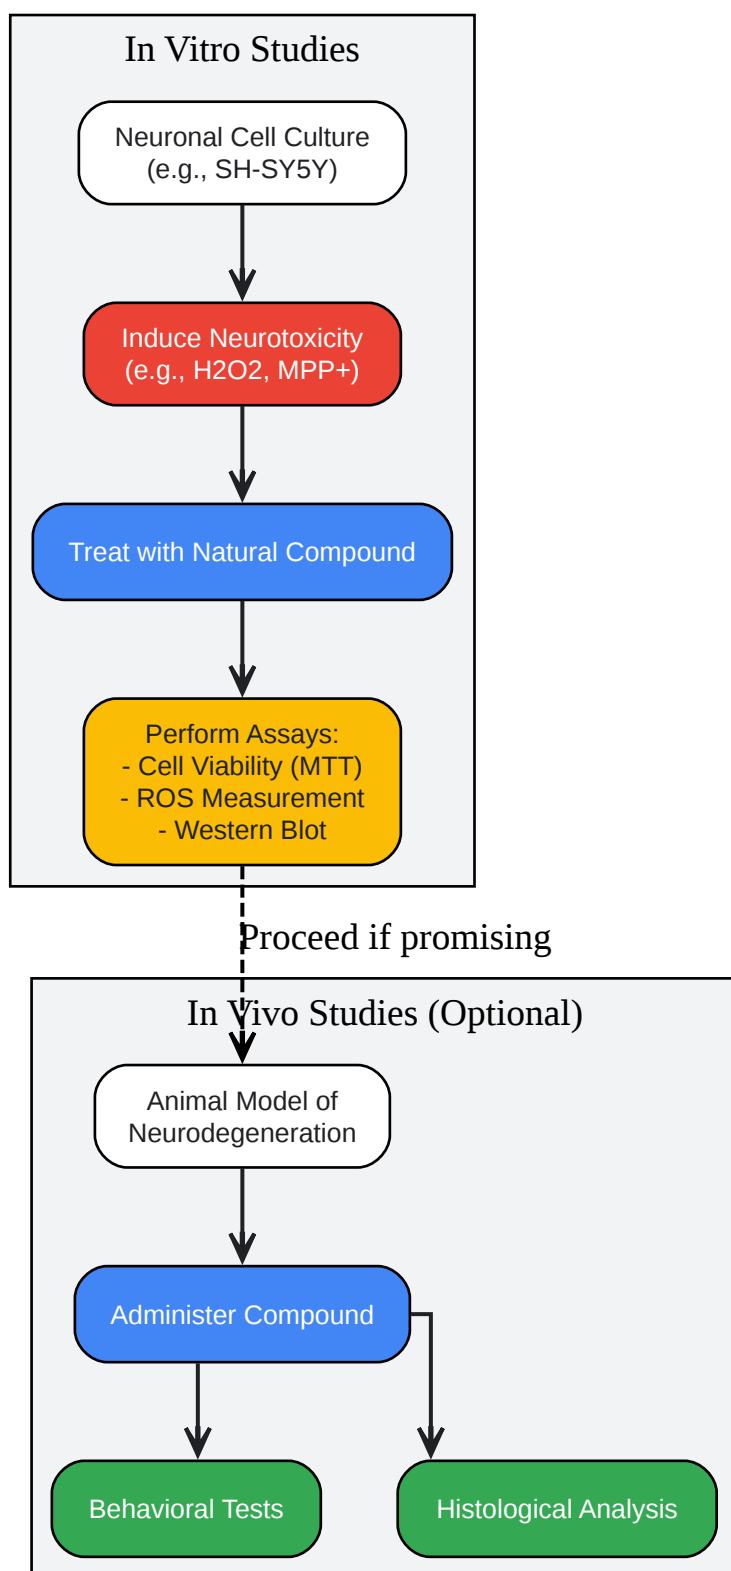 In Vitro Studies
Neuronal Cell Culture
(e.g., SH-SY5Y)
Induce Neurotoxicity
(e.g., H2O2, MPP+)
Treat with Natural Compound
Perform Assays:
- Cell Viability (MTT)
- ROS Measurement
- Western Blot
Proceed if promising
In Vivo Studies (Optional)
Animal Model of
Neurodegeneration
Administer Compound
Behavioral Tests
Histological Analysis